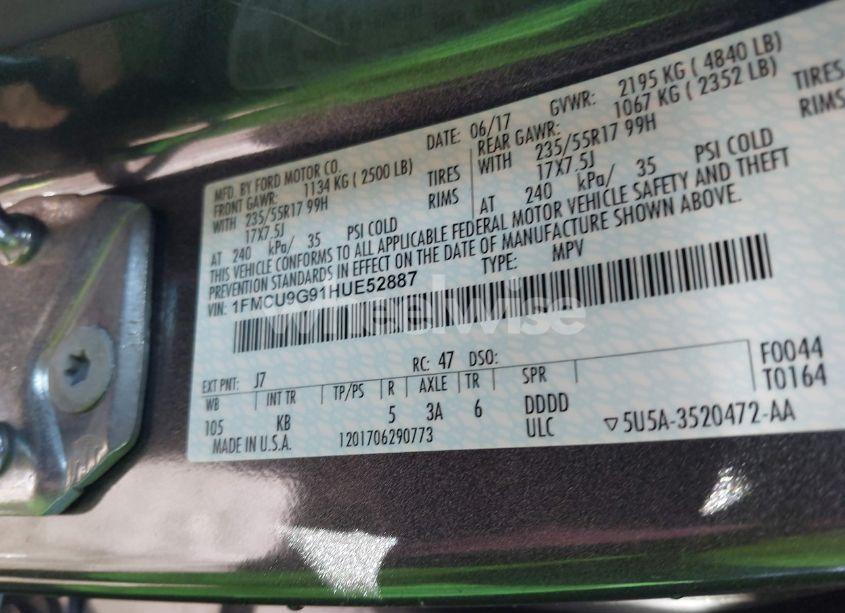 MFD. BY FORD MOTOR CO.
DATE: 06/17 GVWR: 2195 KG ( 4840 LB)
FRONT GAWR: 1134 KG ( 2500 LB) REAR GAWR: 1067 KG ( 2352 LB)
WITH 235/55R17 99H TIRES WITH 235/55R17 99H TIRES
17X7.5J RIMS 17X7.5J RIMS
AT 240 kPa/ 35 PSI COLD AT 240 kPa/ 35 PSI COLD
THIS VEHICLE CONFORMS TO ALL APPLICABLE FEDERAL MOTOR VEHICLE SAFETY AND THEFT
PREVENTION STANDARDS IN EFFECT ON THE DATE OF MANUFACTURE SHOWN ABOVE.
VIN: 1FMCU9G91HUE52887 TYPE: MPV
wheelwise
EXT PNT: J7 RC: 47 DSO: F0044
WB INT TR TP/PS R AXLE TR SPR T0164
105 KB 5 3A 6 DDDD
MADE IN U.S.A. 1201706290773 ULC ▽5U5A-3520472-AA